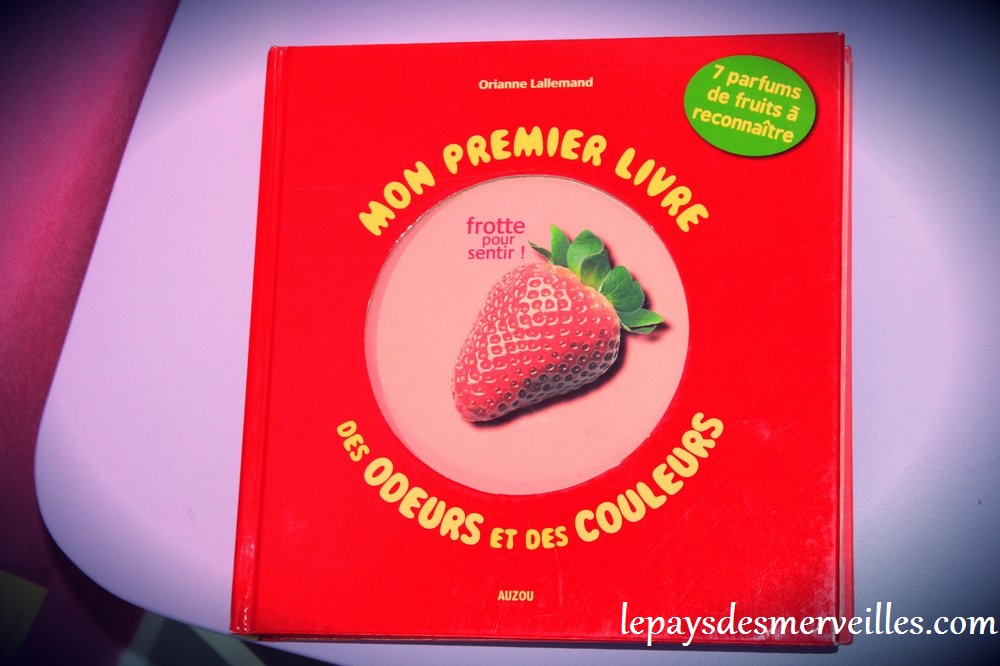 Orianne Lallemand
7 parfums
de fruits à
reconnaître
MON PREMIER LIVRE
frotte
pour
sentir !
DES ODEURS ET DES COULEURS
AUZOU
lepaysdesmerveilles.com